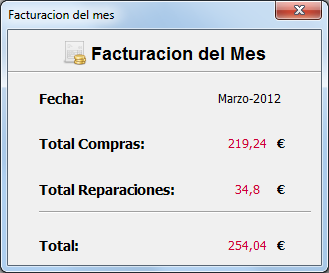 Facturacion del mes
Facturacion del Mes
Fecha: Marzo-2012
Total Compras: 219,24 €
Total Reparaciones: 34,8 €
Total: 254,04 €